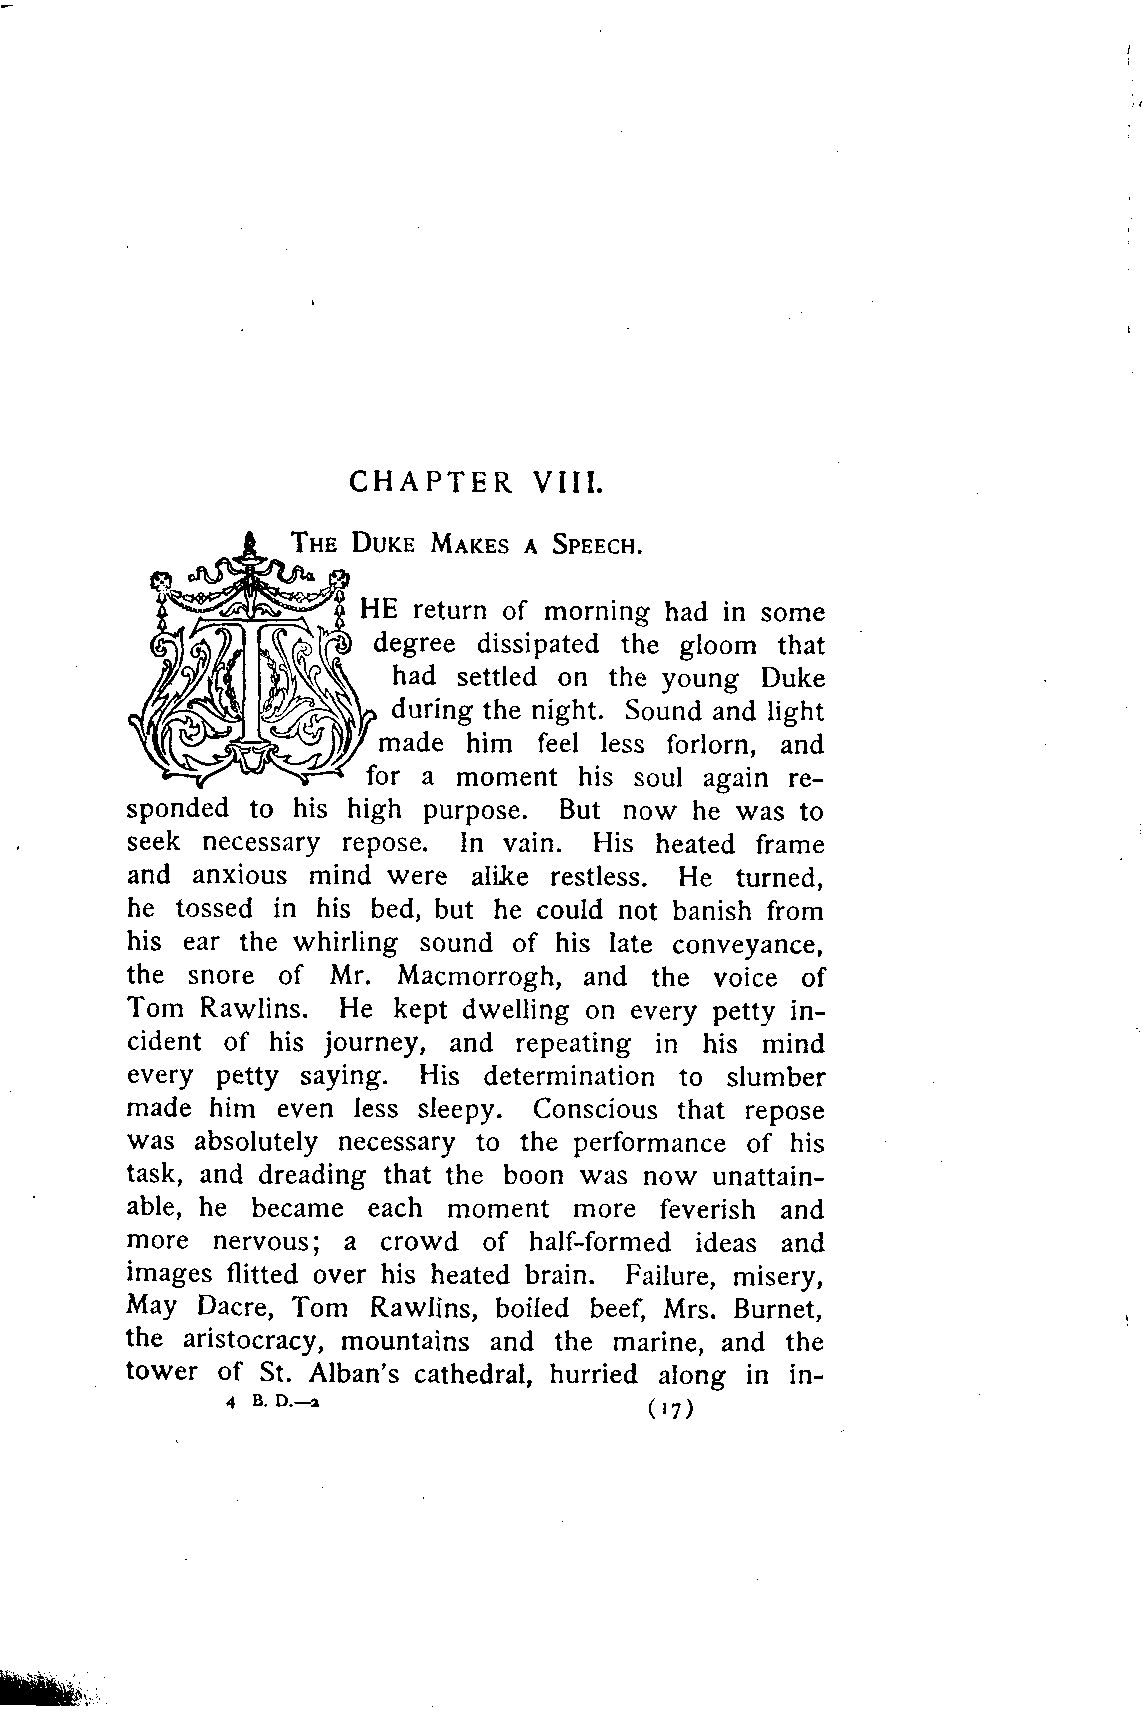 CHAPTER VIII.
THE DUKE MAKES A SPEECH.
THE return of morning had in some
degree dissipated the gloom that
had settled on the young Duke
during the night. Sound and light
made him feel less forlorn, and
for a moment his soul again re-
sponded to his high purpose. But now he was to
seek necessary repose. In vain. His heated frame
and anxious mind were alike restless. He turned,
he tossed in his bed, but he could not banish from
his ear the whirling sound of his late conveyance,
the snore of Mr. Macmorrogh, and the voice of
Tom Rawlins. He kept dwelling on every petty in-
cident of his journey, and repeating in his mind
every petty saying. His determination to slumber
made him even less sleepy. Conscious that repose
was absolutely necessary to the performance of his
task, and dreading that the boon was now unattain-
able, he became each moment more feverish and
more nervous; a crowd of half-formed ideas and
images flitted over his heated brain. Failure, misery,
May Dacre, Tom Rawlins, boiled beef, Mrs. Burnet,
the aristocracy, mountains and the marine, and the
tower of St. Alban's cathedral, hurried along in in-
4 B. D.—2 (17)